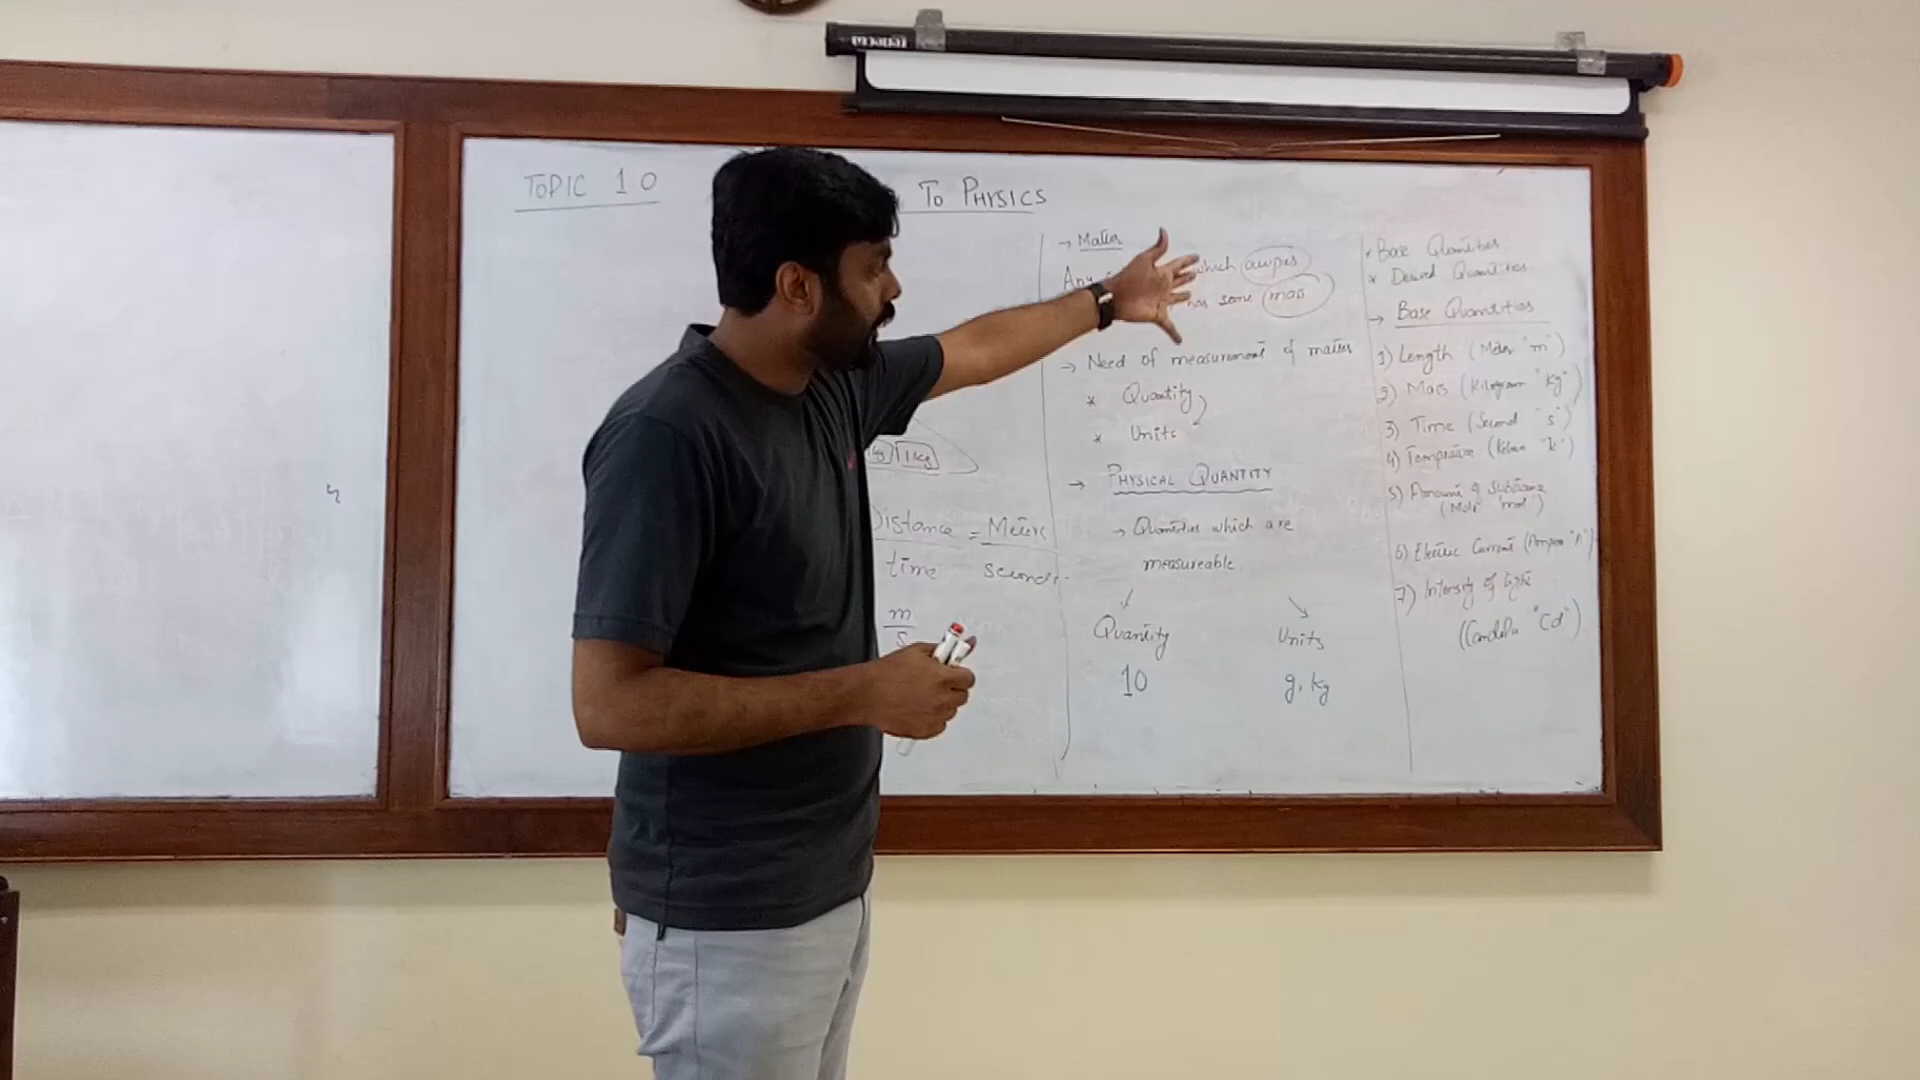 TOPIC 10
TO PHYSICS
1kg
Distance = Meters
time seconds
m
s
→ Matter
Any which occupies
has some mass
→ Need of measurement of matter
* Quantity
* Units
→ PHYSICAL QUANTITY
→ Quantities which are
measureable
Quantity Units
10 g, kg
* Base Quantities
* Derived Quantities
→ Base Quantities
1) Length (Meter "m")
2) Mass (Kilogram "Kg")
3) Time (Second "s")
4) Temperature (Kelvin "K")
5) Amount of Substance
(Mole "mol")
6) Electric Current (Ampere "A")
7) Intensity of light
(Candela "Cd")